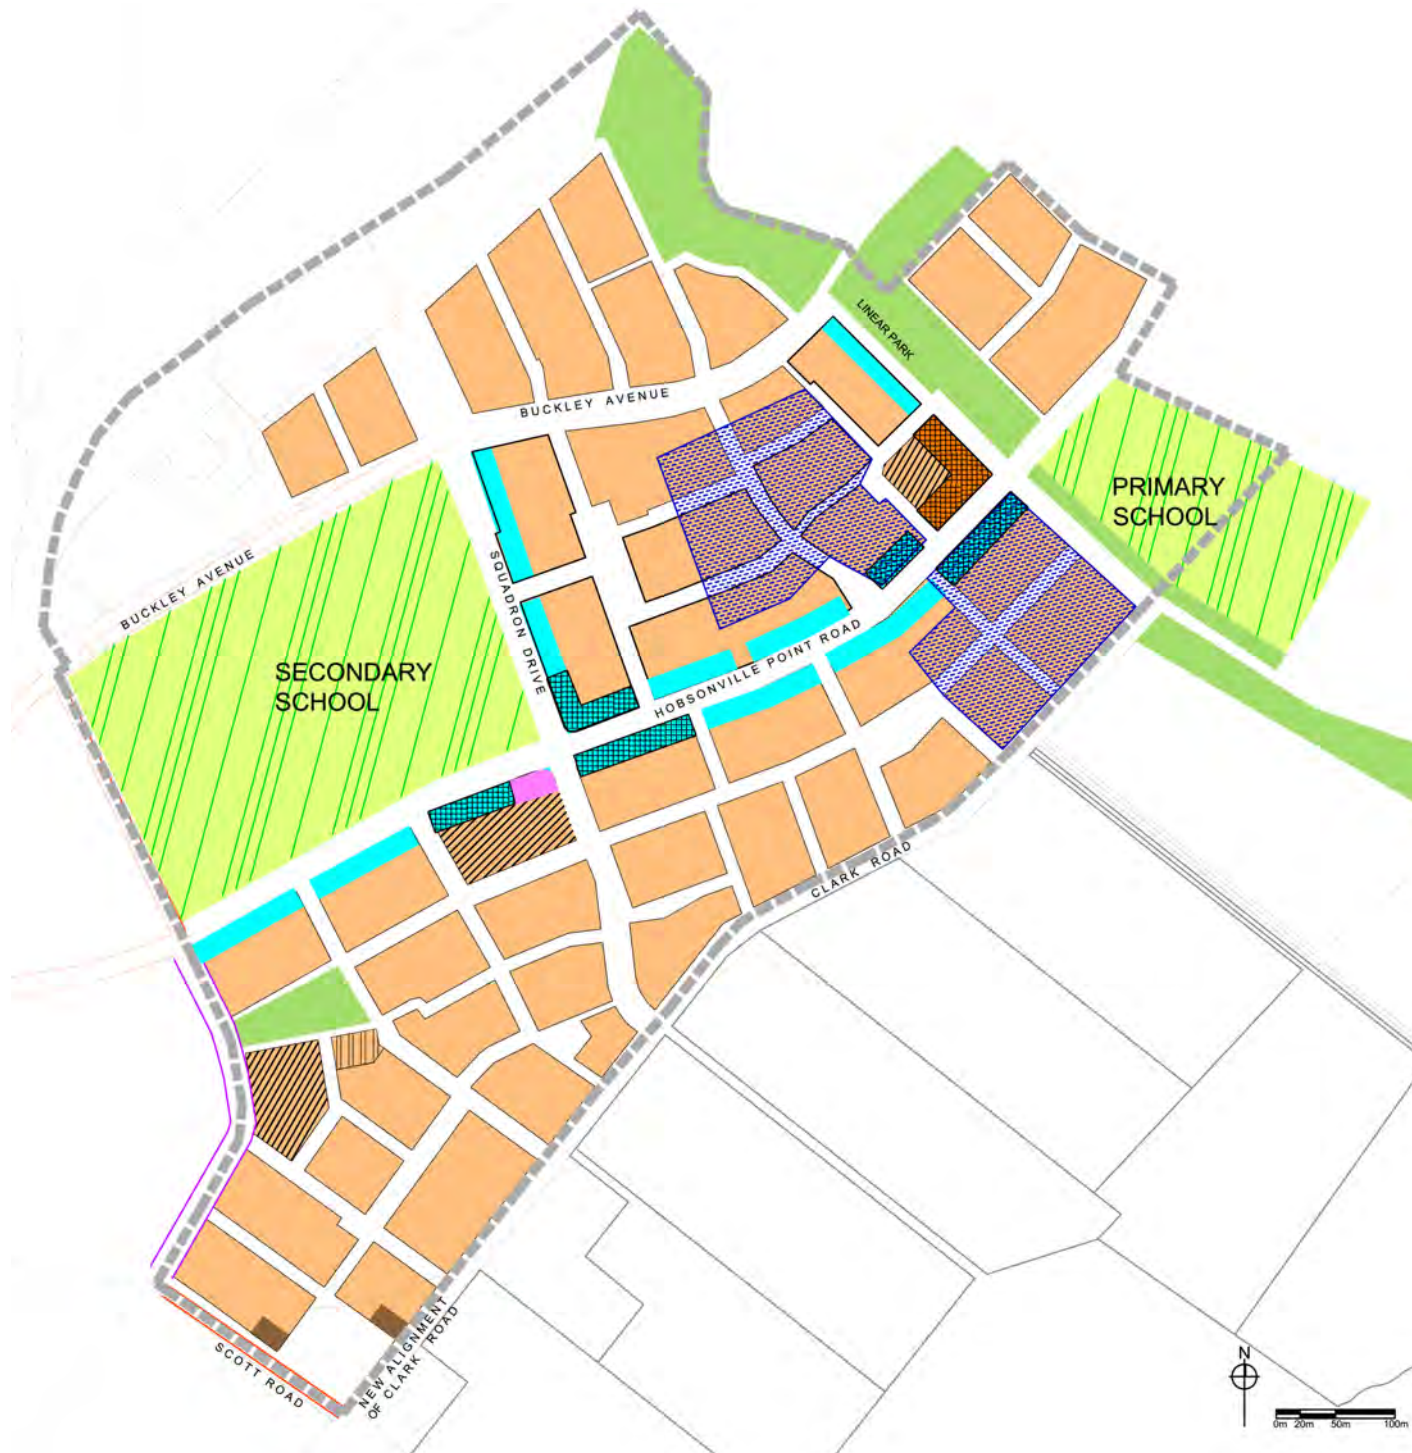 LINEAR PARK
BUCKLEY AVENUE
PRIMARY
SCHOOL
BUCKLEY AVENUE
SQUADRON DRIVE
SECONDARY
SCHOOL
HOBSONVILLE POINT ROAD
CLARK ROAD
NEW ALIGNMENT
OF CLARK ROAD
SCOTT ROAD
N
0m 20m 50m 100m